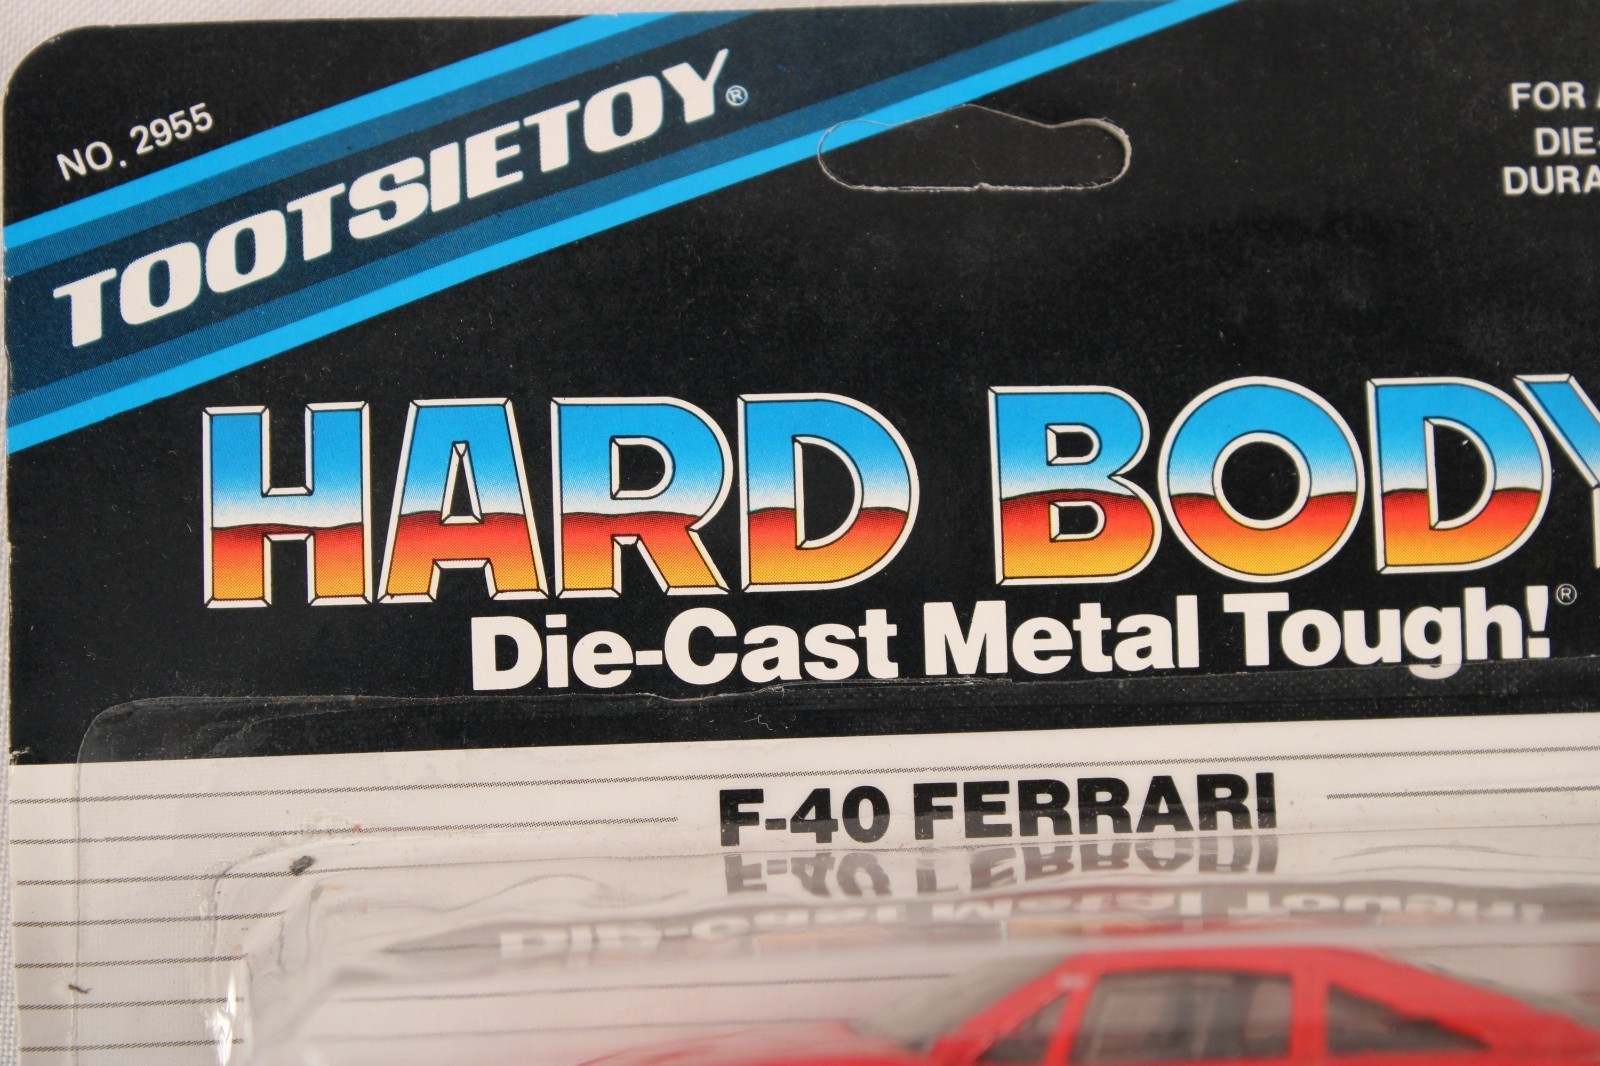 NO. 2955
TOOTSIETOY®
FOR
DIE-
DURA
HARD BODY
Die-Cast Metal Tough!®
F-40 FERRARI